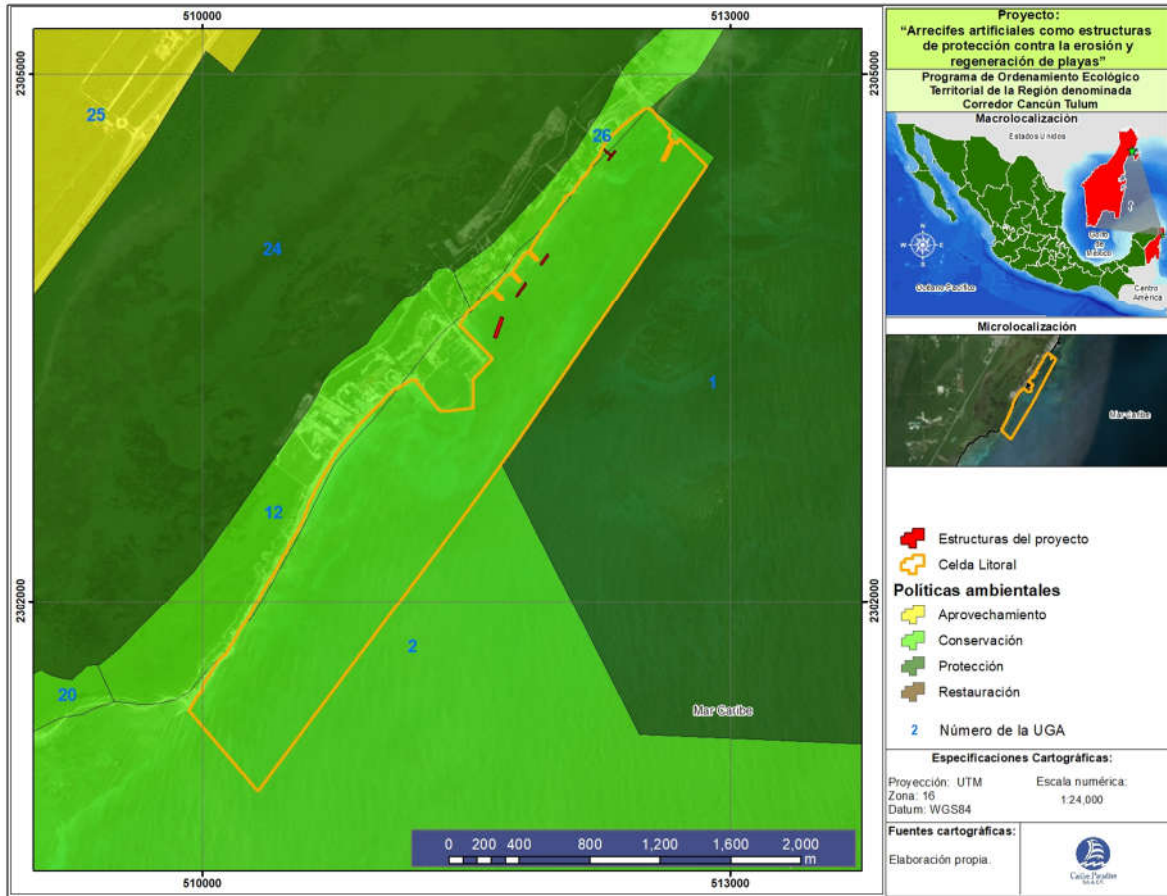 510000
513000
2305000
2305000
25
26
24
1
12
2302000
2302000
2
20
Mar Caribe
0 200 400 800 1,200 1,600 2,000
m
510000
513000
Proyecto:
“Arrecifes artificiales como estructuras
de protección contra la erosión y
regeneración de playas”
Programa de Ordenamiento Ecológico
Territorial de la Región denominada
Corredor Cancún Tulum
Macrolocalización
Estados Unidos
N
W
E
S
Golfo
de
México
Océano Pacífico
Centro
América
Microlocalización
Mar Caribe
Estructuras del proyecto
Celda Litoral
Políticas ambientales
Aprovechamiento
Conservación
Protección
Restauración
2 Número de la UGA
Especificaciones Cartográficas:
Proyección: UTM
Zona: 16
Datum: WGS84
Escala numérica:
1:24,000
Fuentes cartográficas:
Elaboración propia.
Caribe Paradise